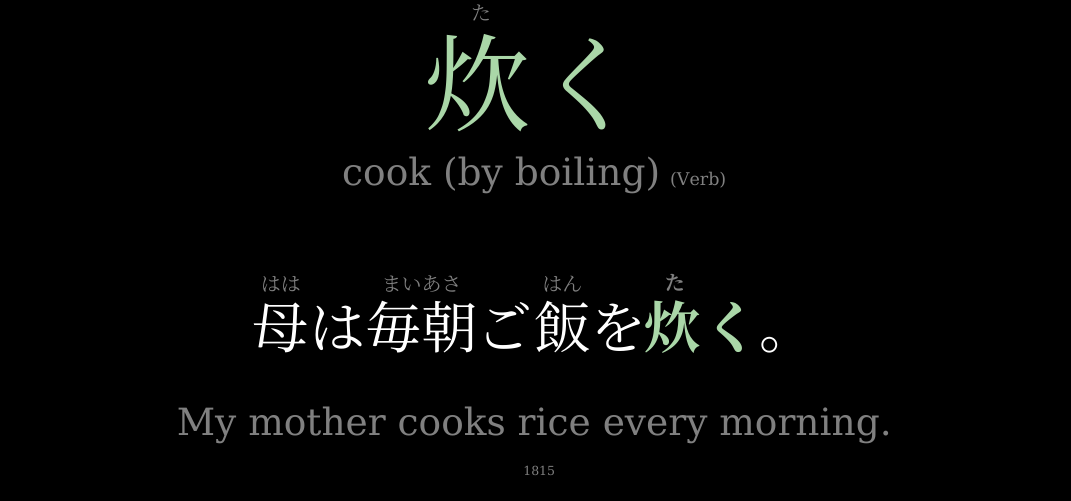 た
炊く
cook (by boiling) (Verb)
はは まいあさ はん た
母は毎朝ご飯を炊く。
My mother cooks rice every morning.
1815